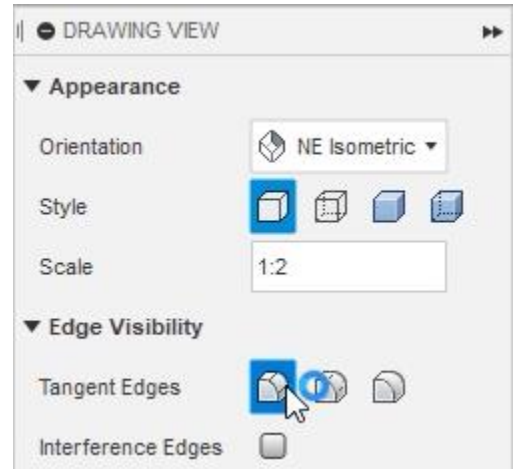 DRAWING VIEW
Appearance
Orientation NE Isometric
Style
Scale 1:2
Edge Visibility
Tangent Edges
Interference Edges